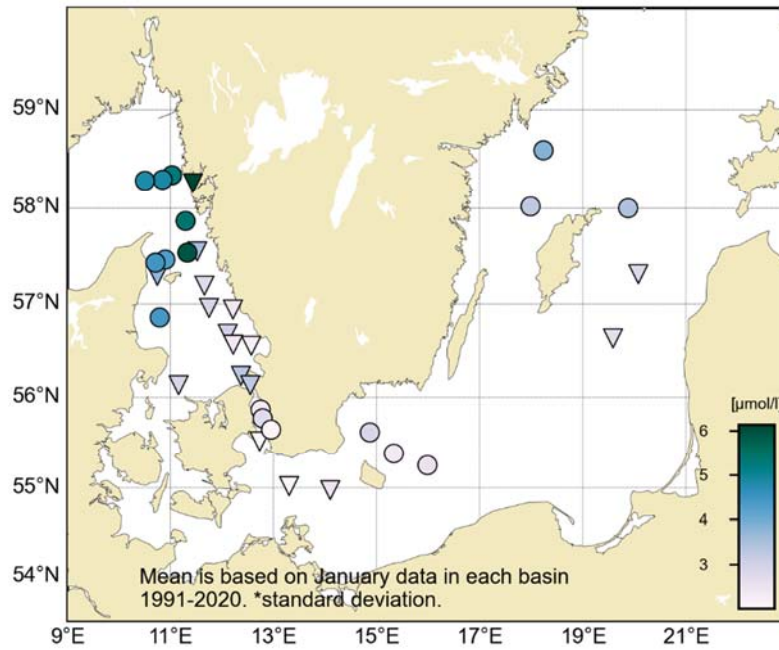 59°N
58°N
57°N
56°N
55°N
54°N
[µmol/l
6
5
4
3
Mean is based on January data in each basin
1991-2020. *standard deviation.
9°E 11°E 13°E 15°E 17°E 19°E 21°E